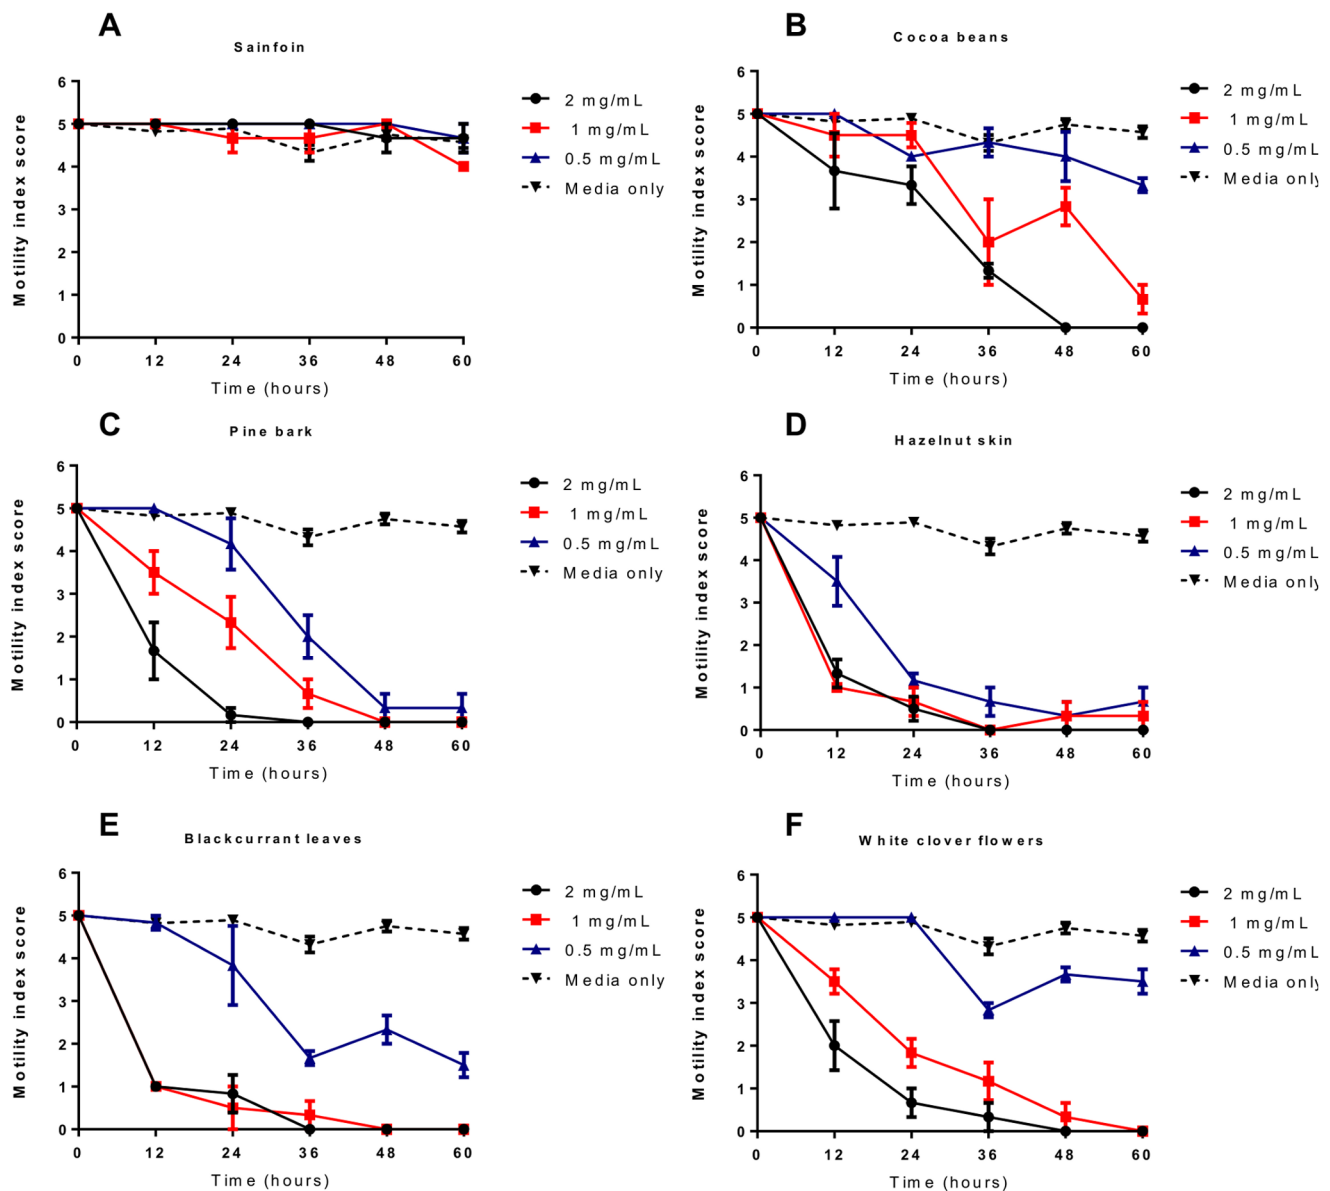 A
Sainfoin
6
5
4
3
2
1
0
Motility index score
0 12 24 36 48 60
Time (hours)
2 mg/mL
1 mg/mL
0.5 mg/mL
Media only
B
Cocoa beans
6
5
4
3
2
1
0
Motility index score
0 12 24 36 48 60
Time (hours)
2 mg/mL
1 mg/mL
0.5 mg/mL
Media only
C
Pine bark
6
5
4
3
2
1
0
Motility index score
0 12 24 36 48 60
Time (hours)
2 mg/mL
1 mg/mL
0.5 mg/mL
Media only
D
Hazelnut skin
6
5
4
3
2
1
0
Motility index score
0 12 24 36 48 60
Time (hours)
2 mg/mL
1 mg/mL
0.5 mg/mL
Media only
E
Blackcurrant leaves
6
5
4
3
2
1
0
Motility index score
0 12 24 36 48 60
Time (hours)
2 mg/mL
1 mg/mL
0.5 mg/mL
Media only
F
White clover flowers
6
5
4
3
2
1
0
Motility index score
0 12 24 36 48 60
Time (hours)
2 mg/mL
1 mg/mL
0.5 mg/mL
Media only